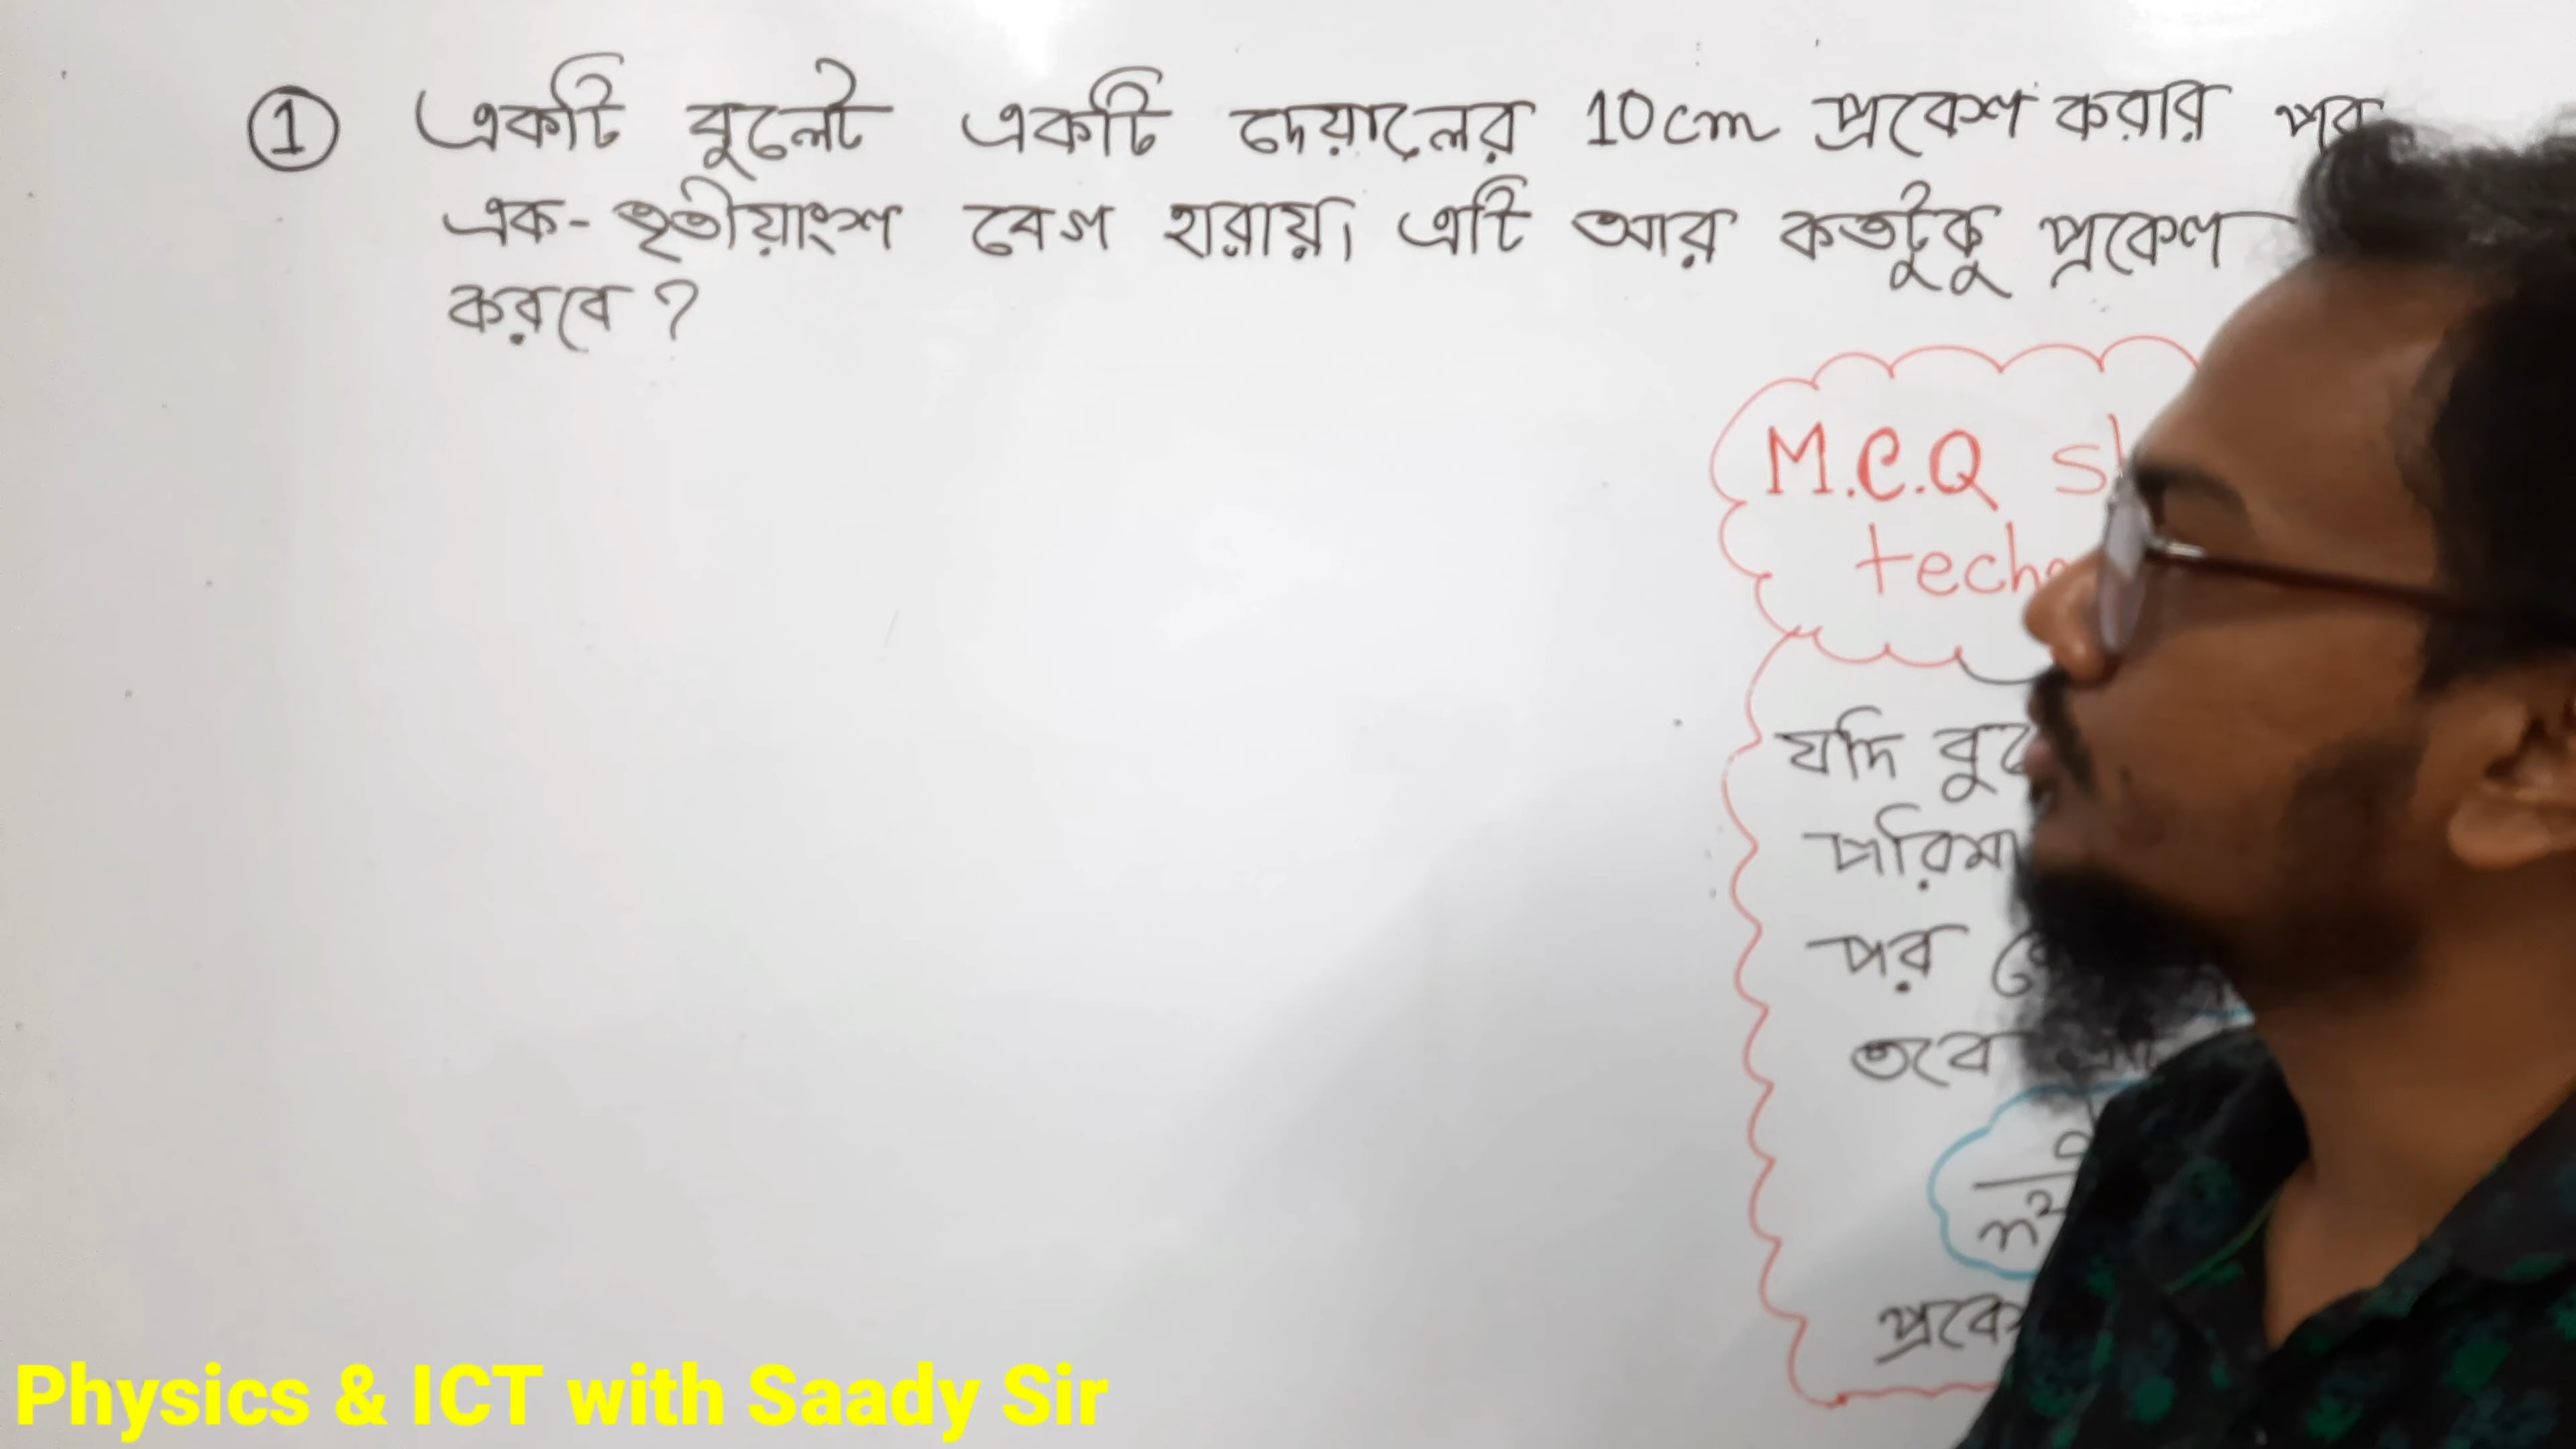 ① একটি বুলেট একটি দেয়ালের 10cm প্রবেশ করার পর
এক-তৃতীয়াংশ বেগ হারায়। এটি আর কতটুকু প্রবেশ
করবে?
M.C.Q
যদি
পর
তবে
Physics & ICT with Saady Sir